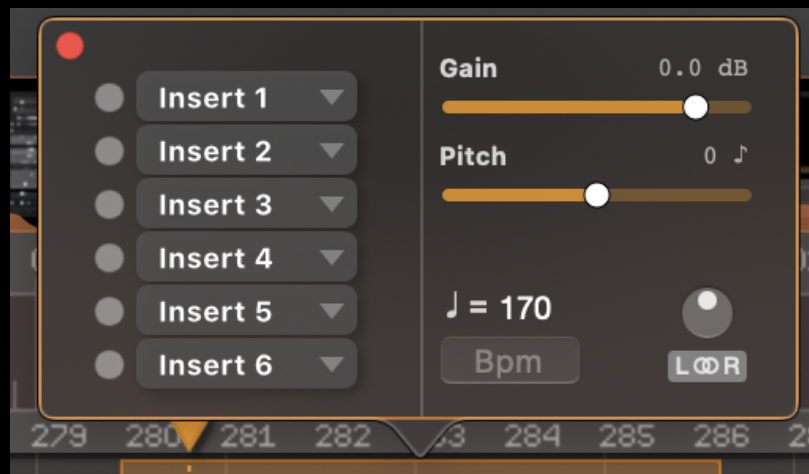 Insert 1
Insert 2
Insert 3
Insert 4
Insert 5
Insert 6
Gain 0.0 dB
Pitch 0 ♪
♩ = 170
Bpm
L R
279 280 281 282 284 285 286